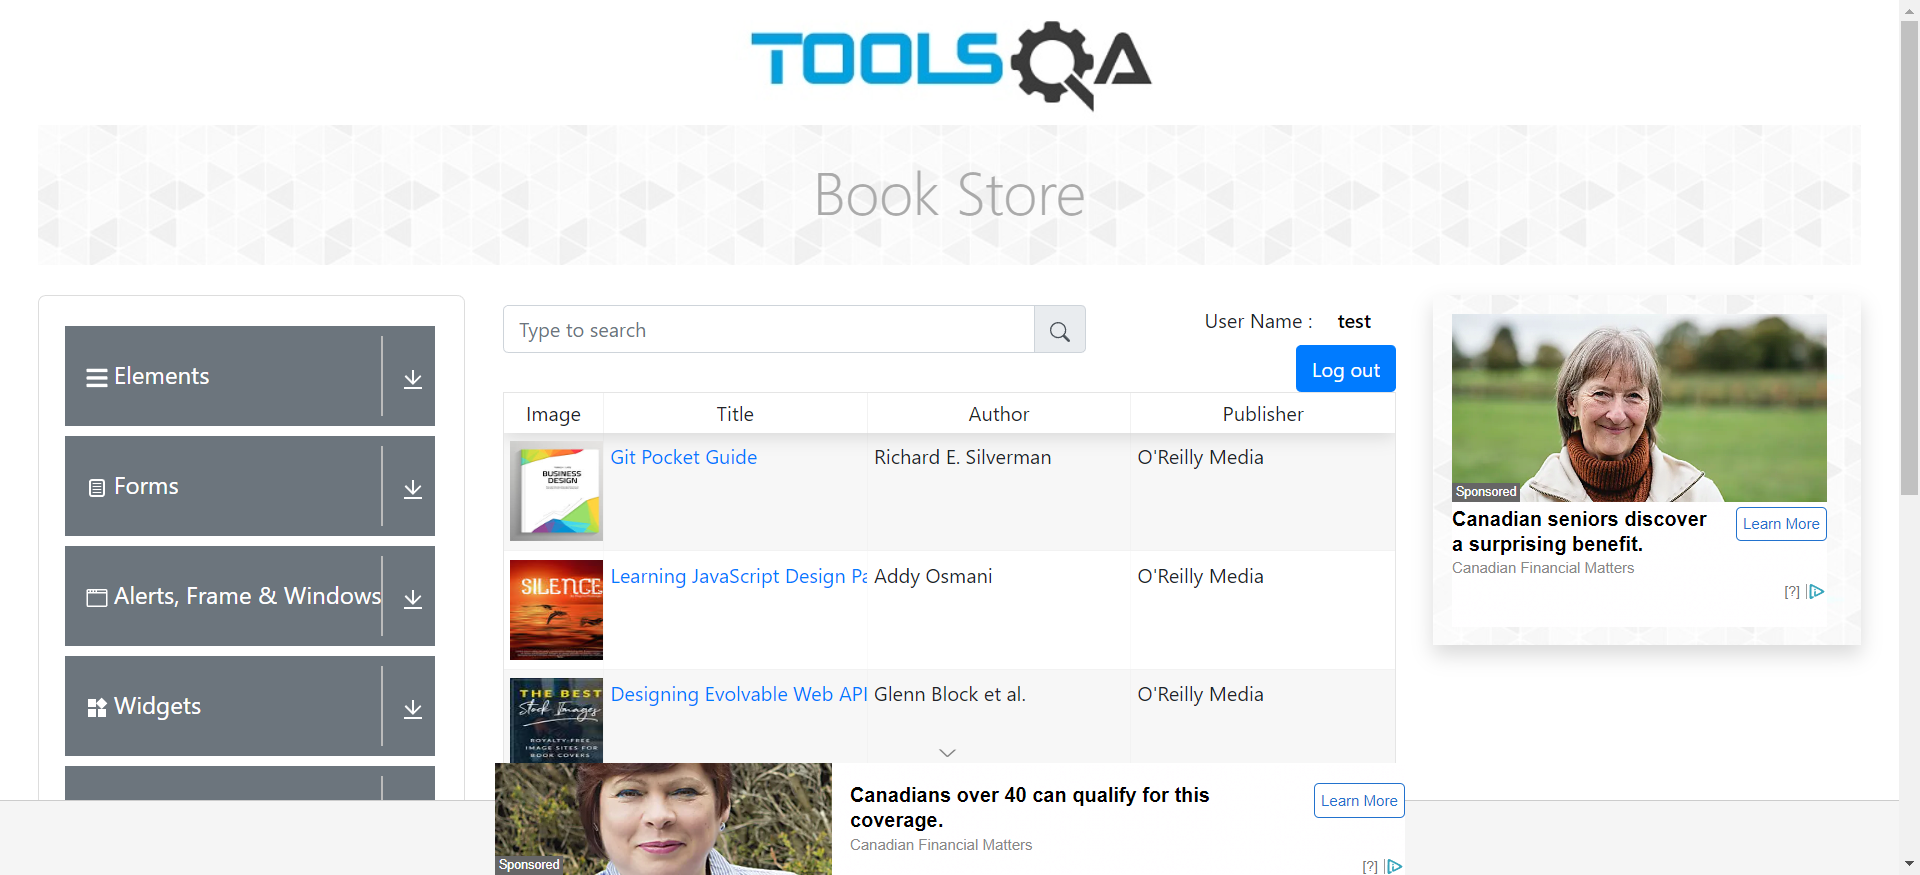 TOOLSQA
Book Store
Elements
Forms
Alerts, Frame & Windows
Widgets
Type to search
User Name : test
Log out
Image Title Author Publisher
BUSINESS
DESIGN
Git Pocket Guide Richard E. Silverman O'Reilly Media
SILENCE
Learning JavaScript Design Pa Addy Osmani O'Reilly Media
THE BEST
Stock Images
ROYALTY-FREE
IMAGE SITES FOR
BOOK COVERS
Designing Evolvable Web API Glenn Block et al. O'Reilly Media
Sponsored
Canadian seniors discover
a surprising benefit.
Learn More
Canadian Financial Matters
[?]
Sponsored
Canadians over 40 can qualify for this
coverage.
Learn More
Canadian Financial Matters
[?]